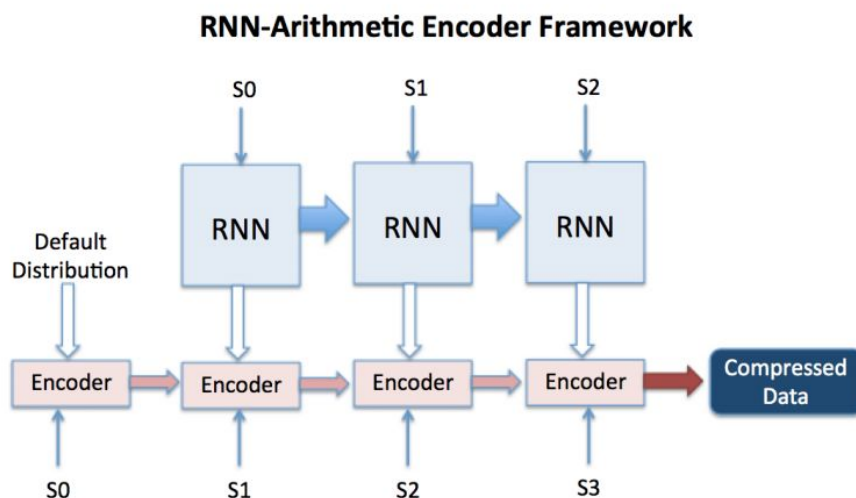 RNN-Arithmetic Encoder Framework
S0
S1
S2
RNN
RNN
RNN
Default
Distribution
Encoder
Encoder
Encoder
Encoder
Compressed
Data
S0
S1
S2
S3